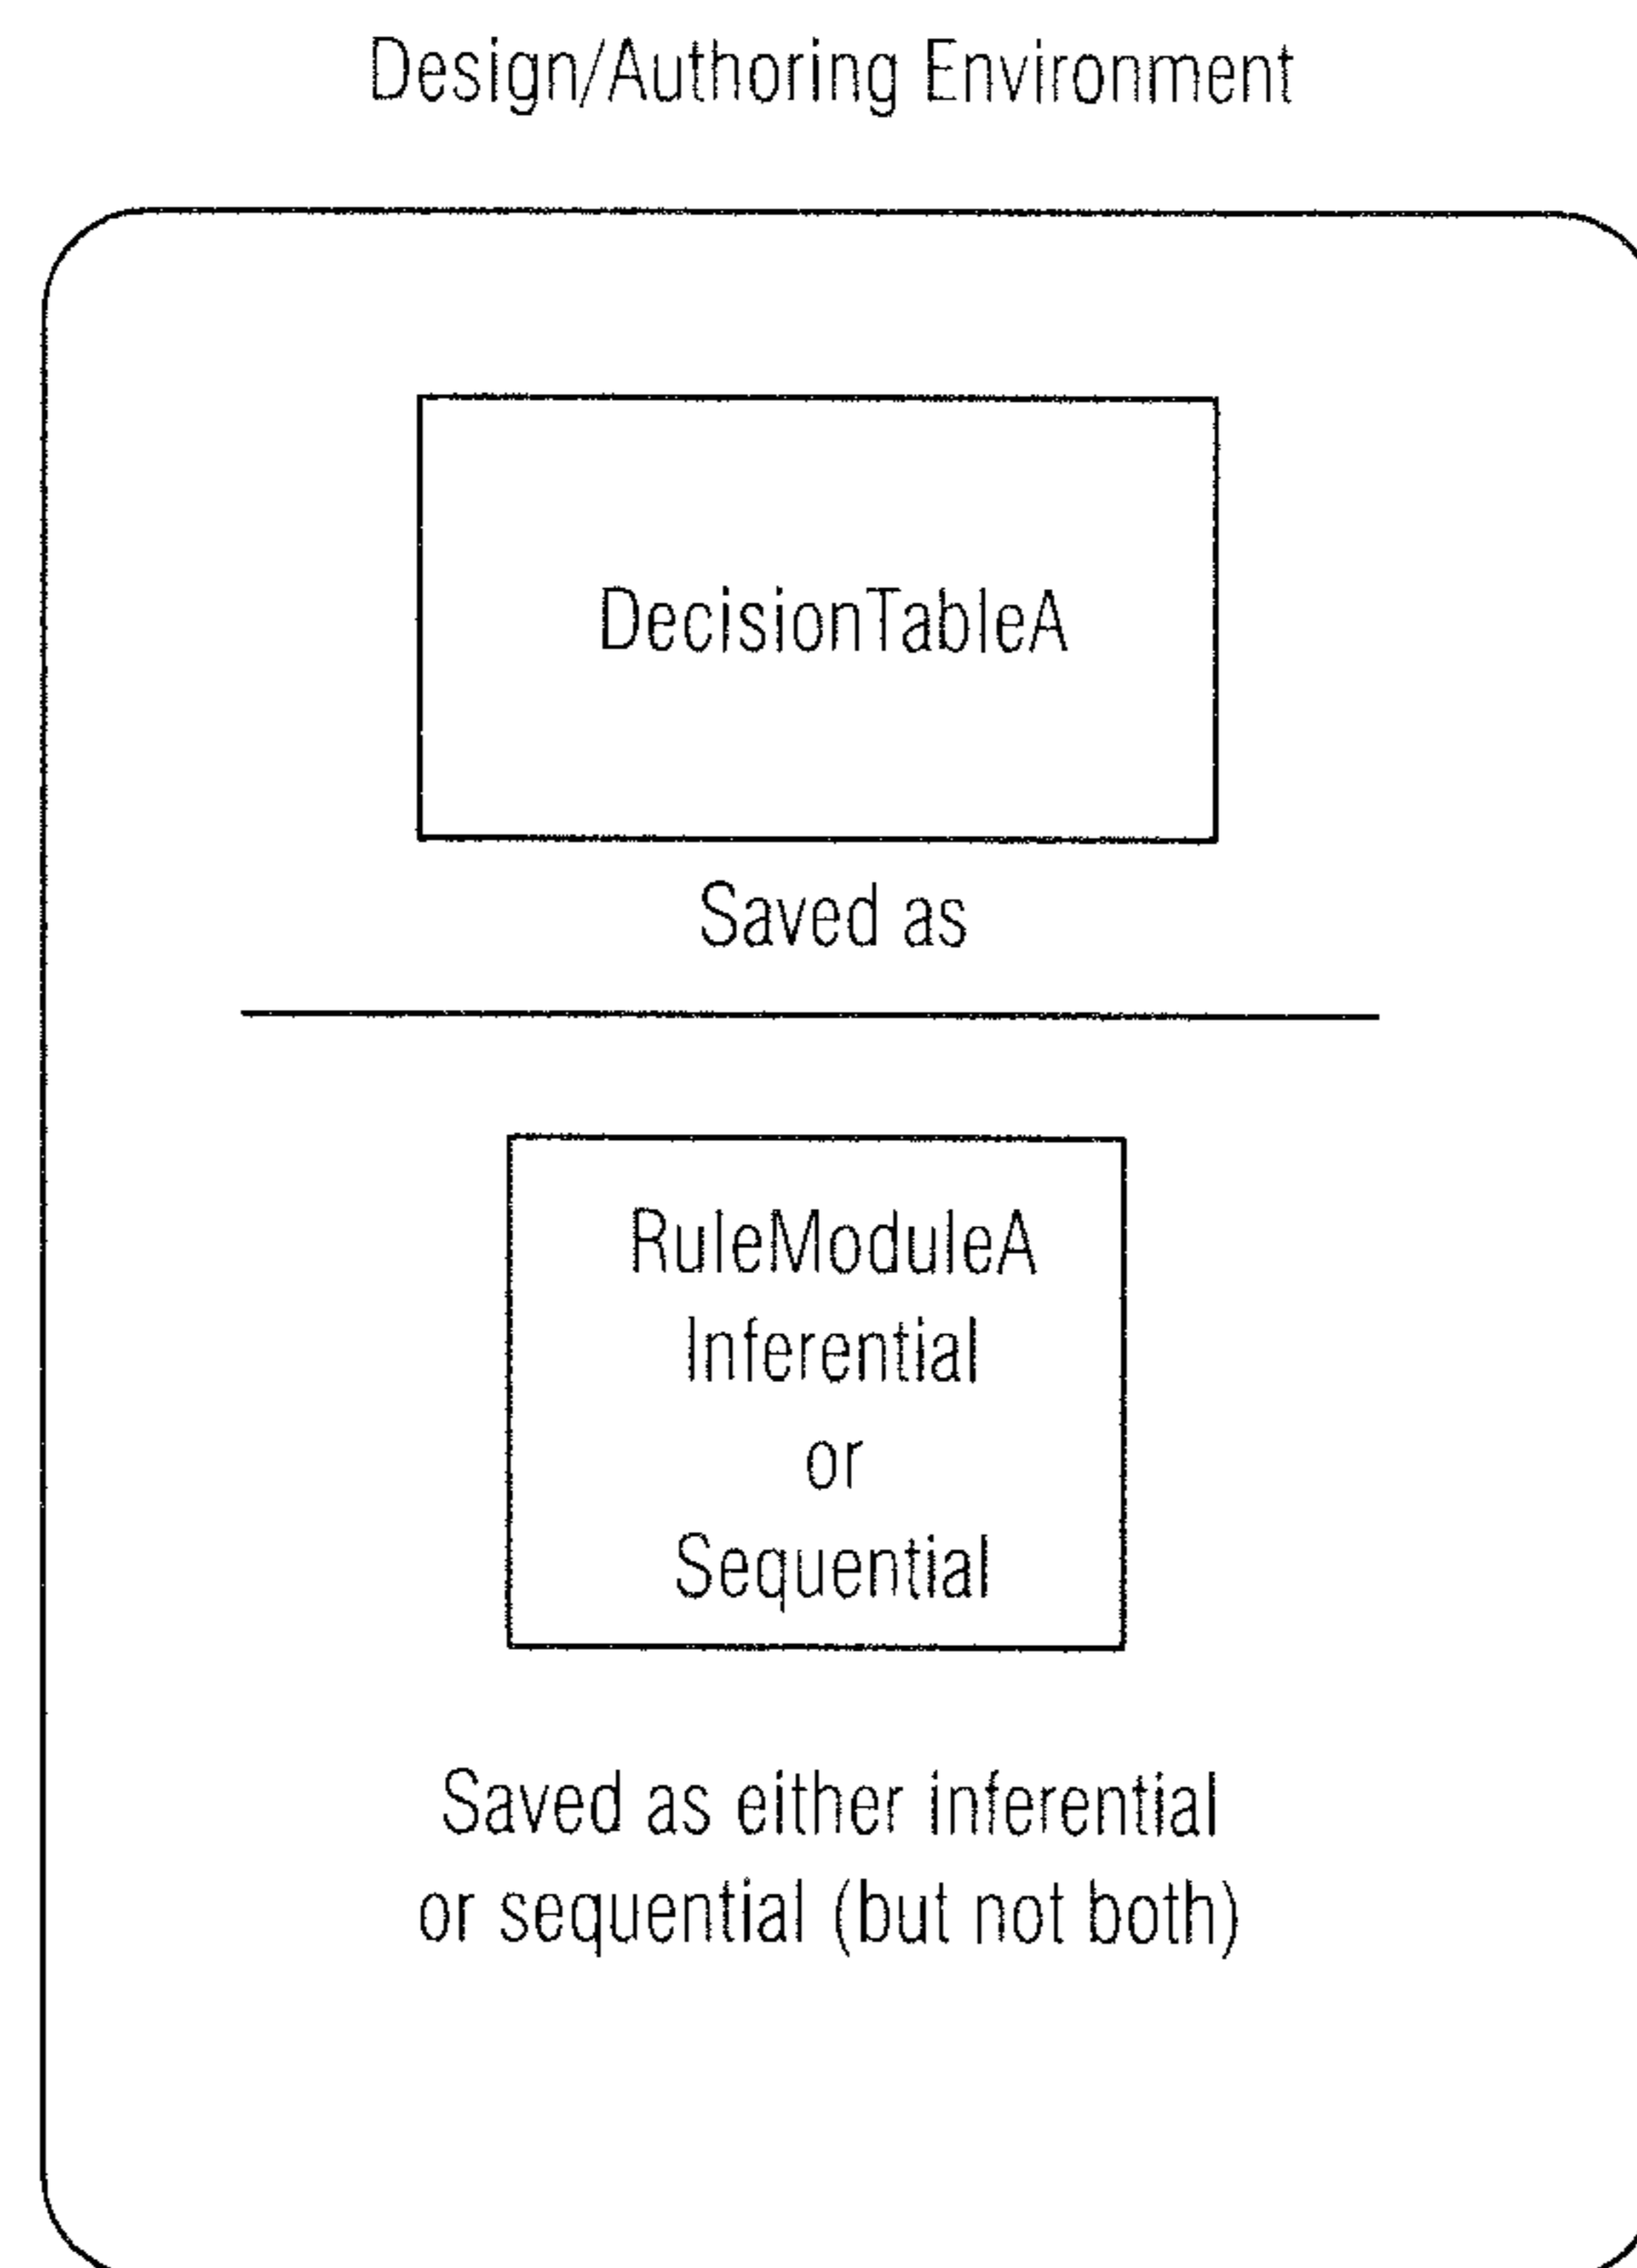 Design/Authoring Environment
DecisionTableA
Saved as
RuleModuleA
Inferential
or
Sequential
Saved as either inferential
or sequential (but not both)